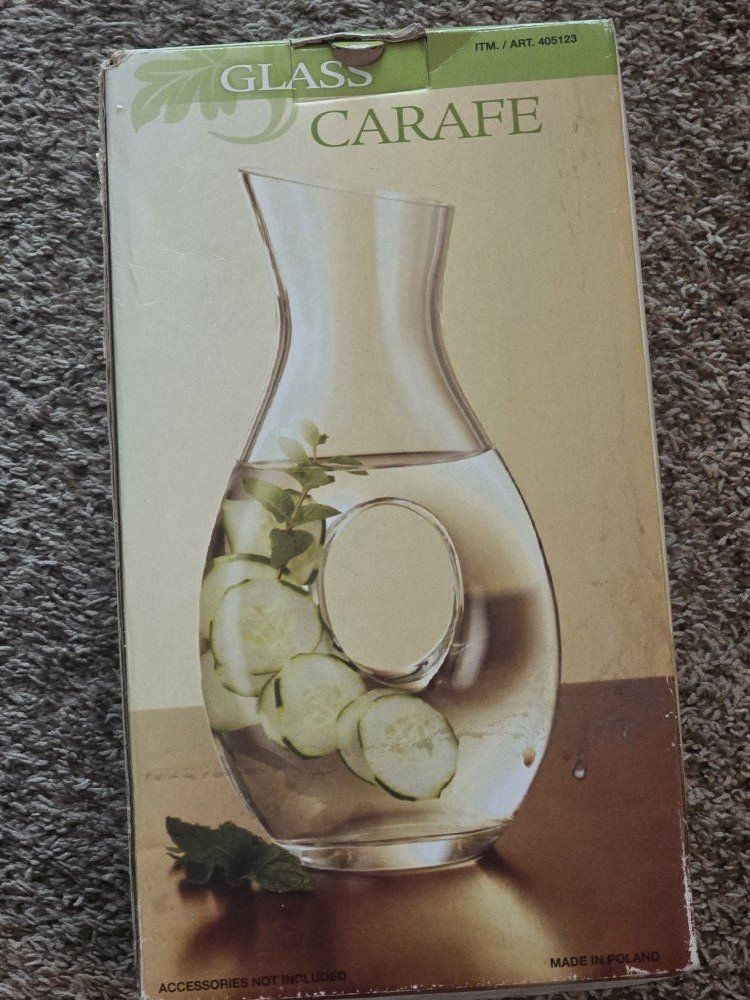 ITM. / ART. 405123
GLASS
CARAFE
MADE IN POLAND
ACCESSORIES NOT INCLUDED